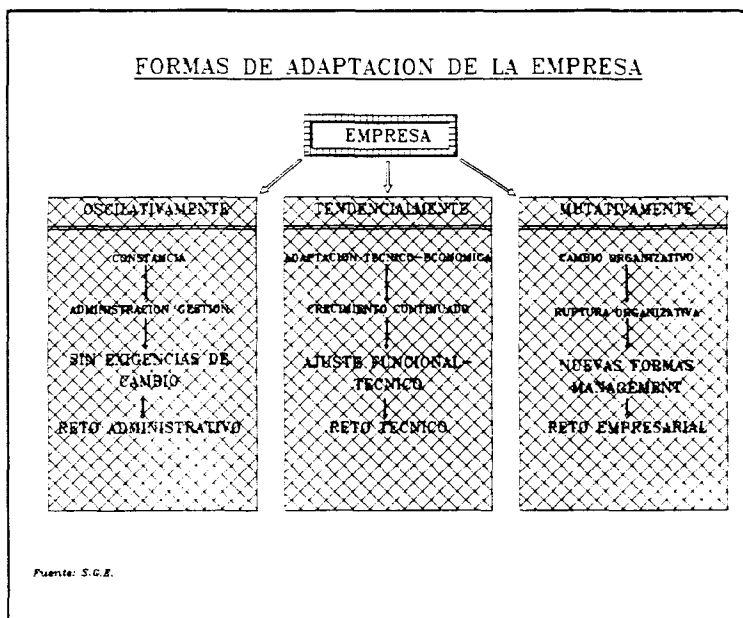 FORMAS DE ADAPTACION DE LA EMPRESA
EMPRESA
OSCILATIVAMENTE
CONSTANCIA
ADMINISTRACION GESTION
SIN EXIGENCIAS DE
CAMBIO
RETO ADMINISTRATIVO
TENDENCIALMENTE
ADAPTACION TECNICO-ECONOMICA
CRECIMIENTO CONTINUADO
AJUSTE FUNCIONAL-
TECNICO
RETO TECNICO
MUTATIVAMENTE
CAMBIO ORGANIZATIVO
RUPTURA ORGANIZATIVA
NUEVAS FORMAS
MANAGEMENT
RETO EMPRESARIAL
Fuente: S.G.E.